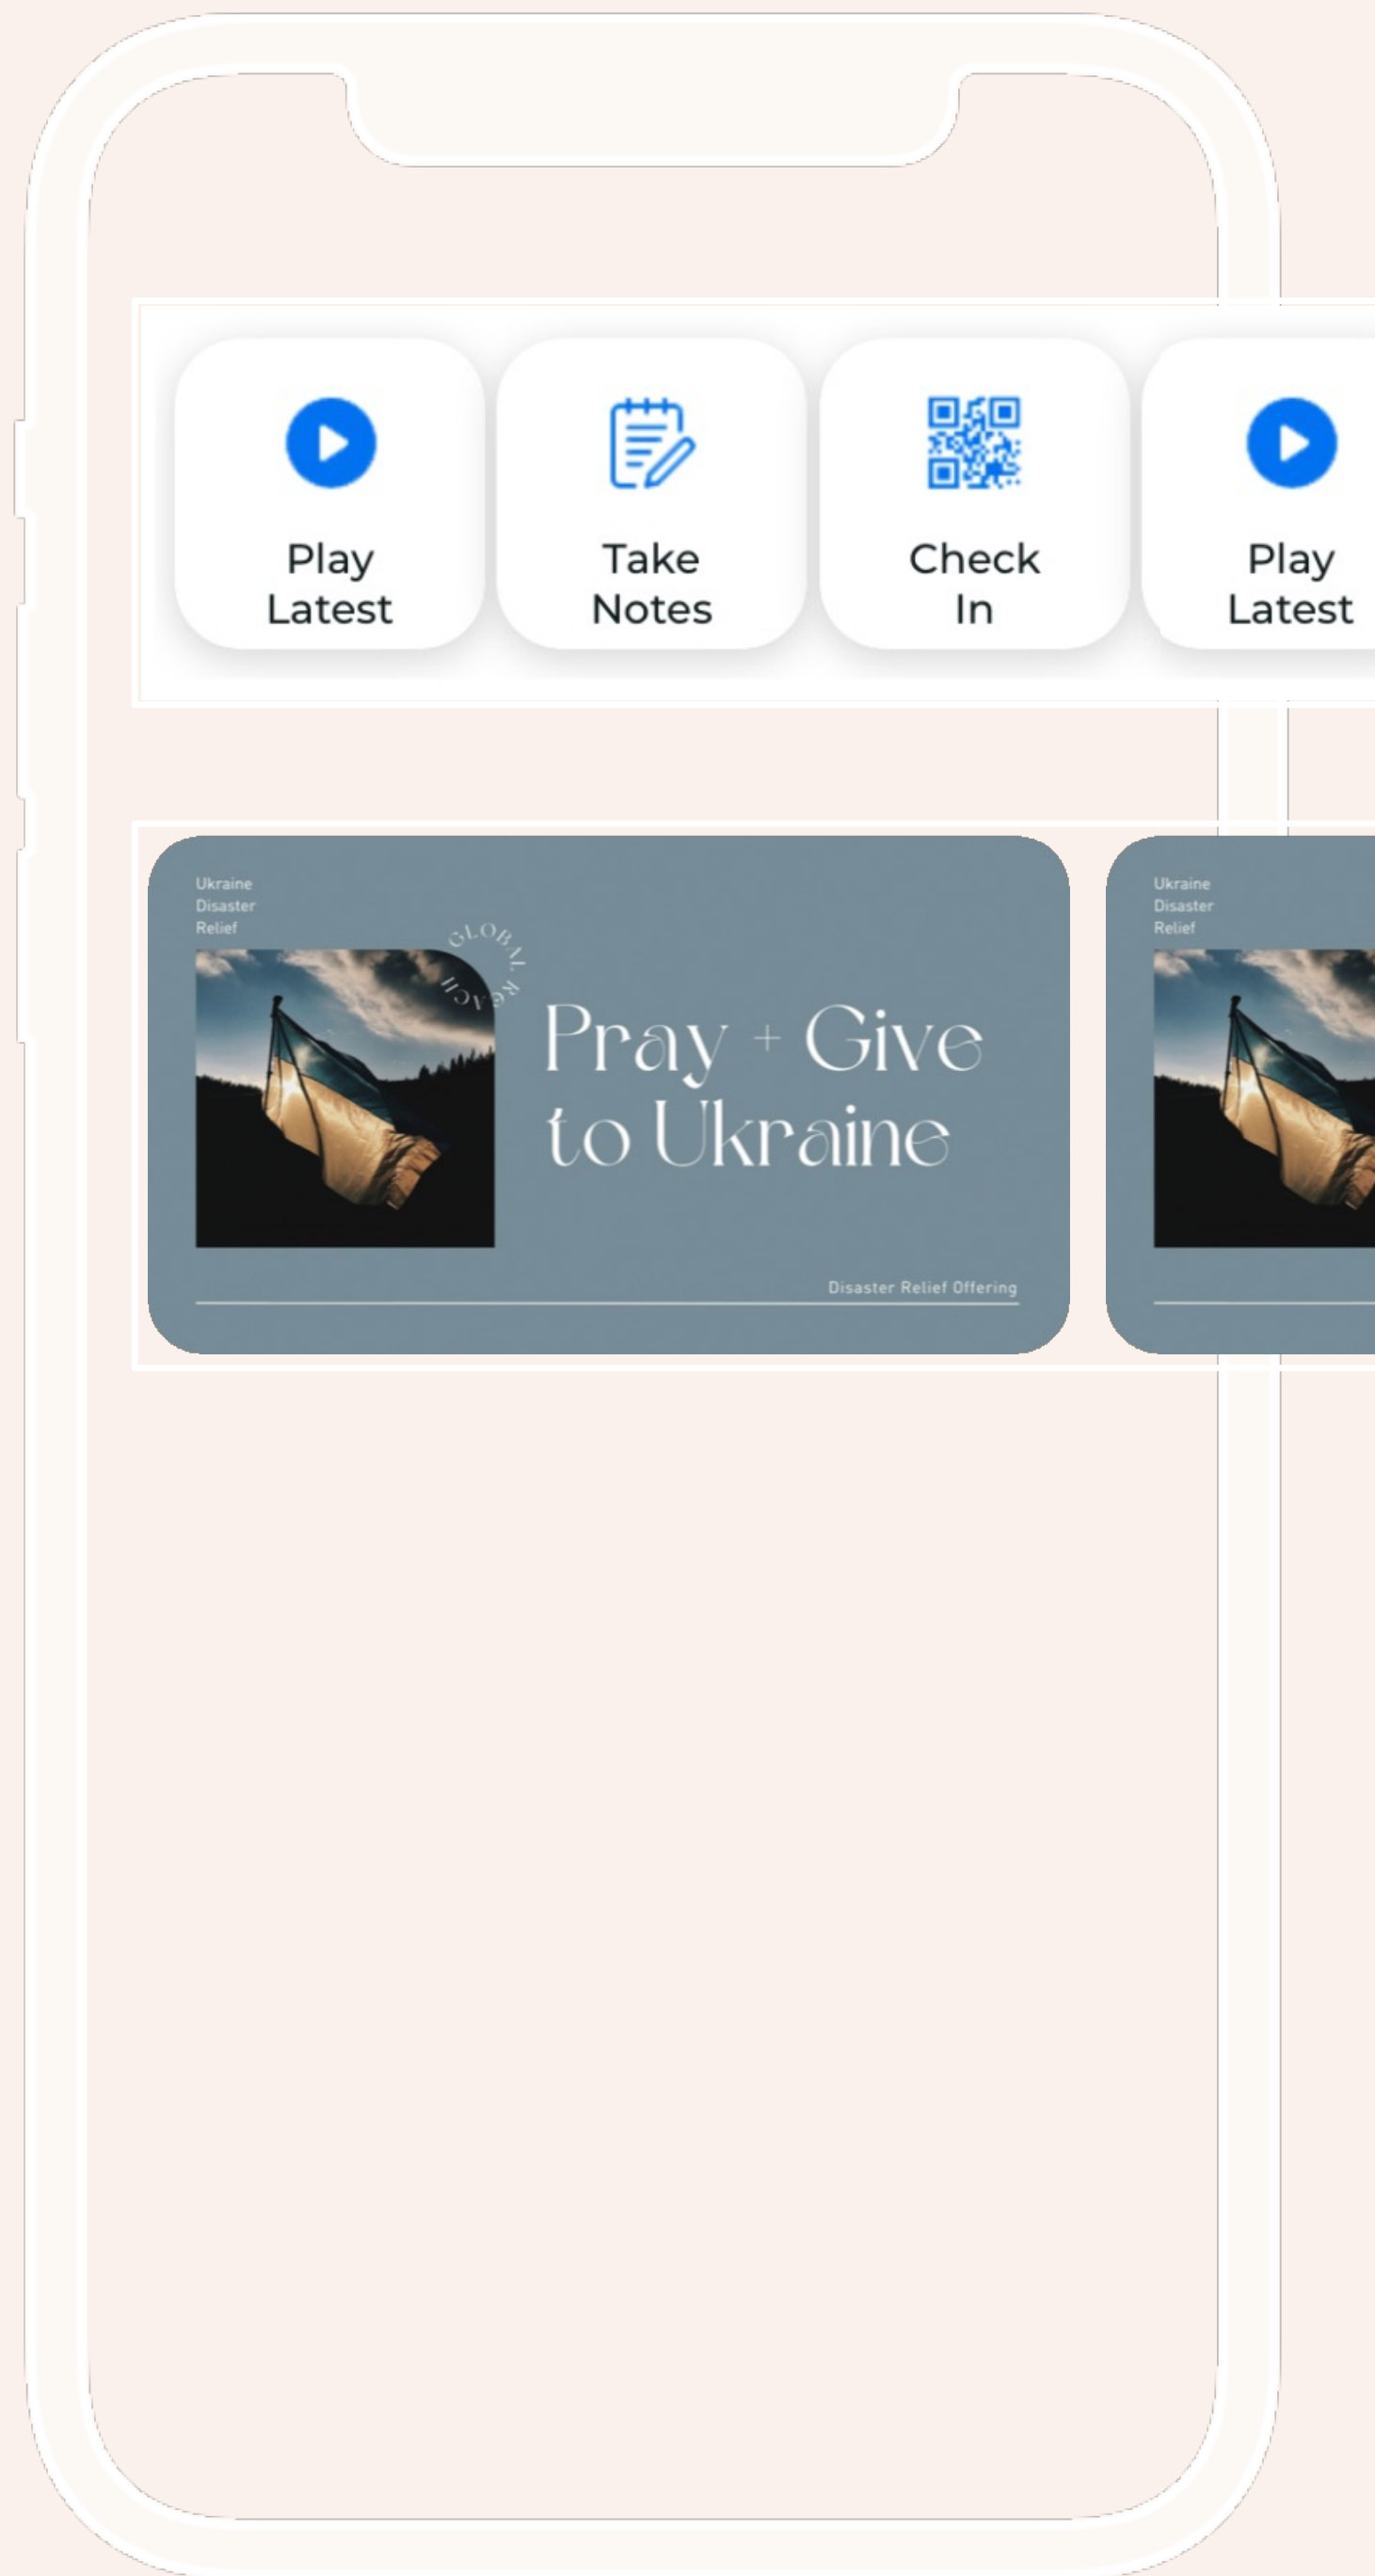 Play
Latest
Take
Notes
Check
In
Play
Latest
Ukraine
Disaster
Relief
GLOBAL REACH
Pray + Give
to Ukraine
Disaster Relief Offering
Ukraine
Disaster
Relief